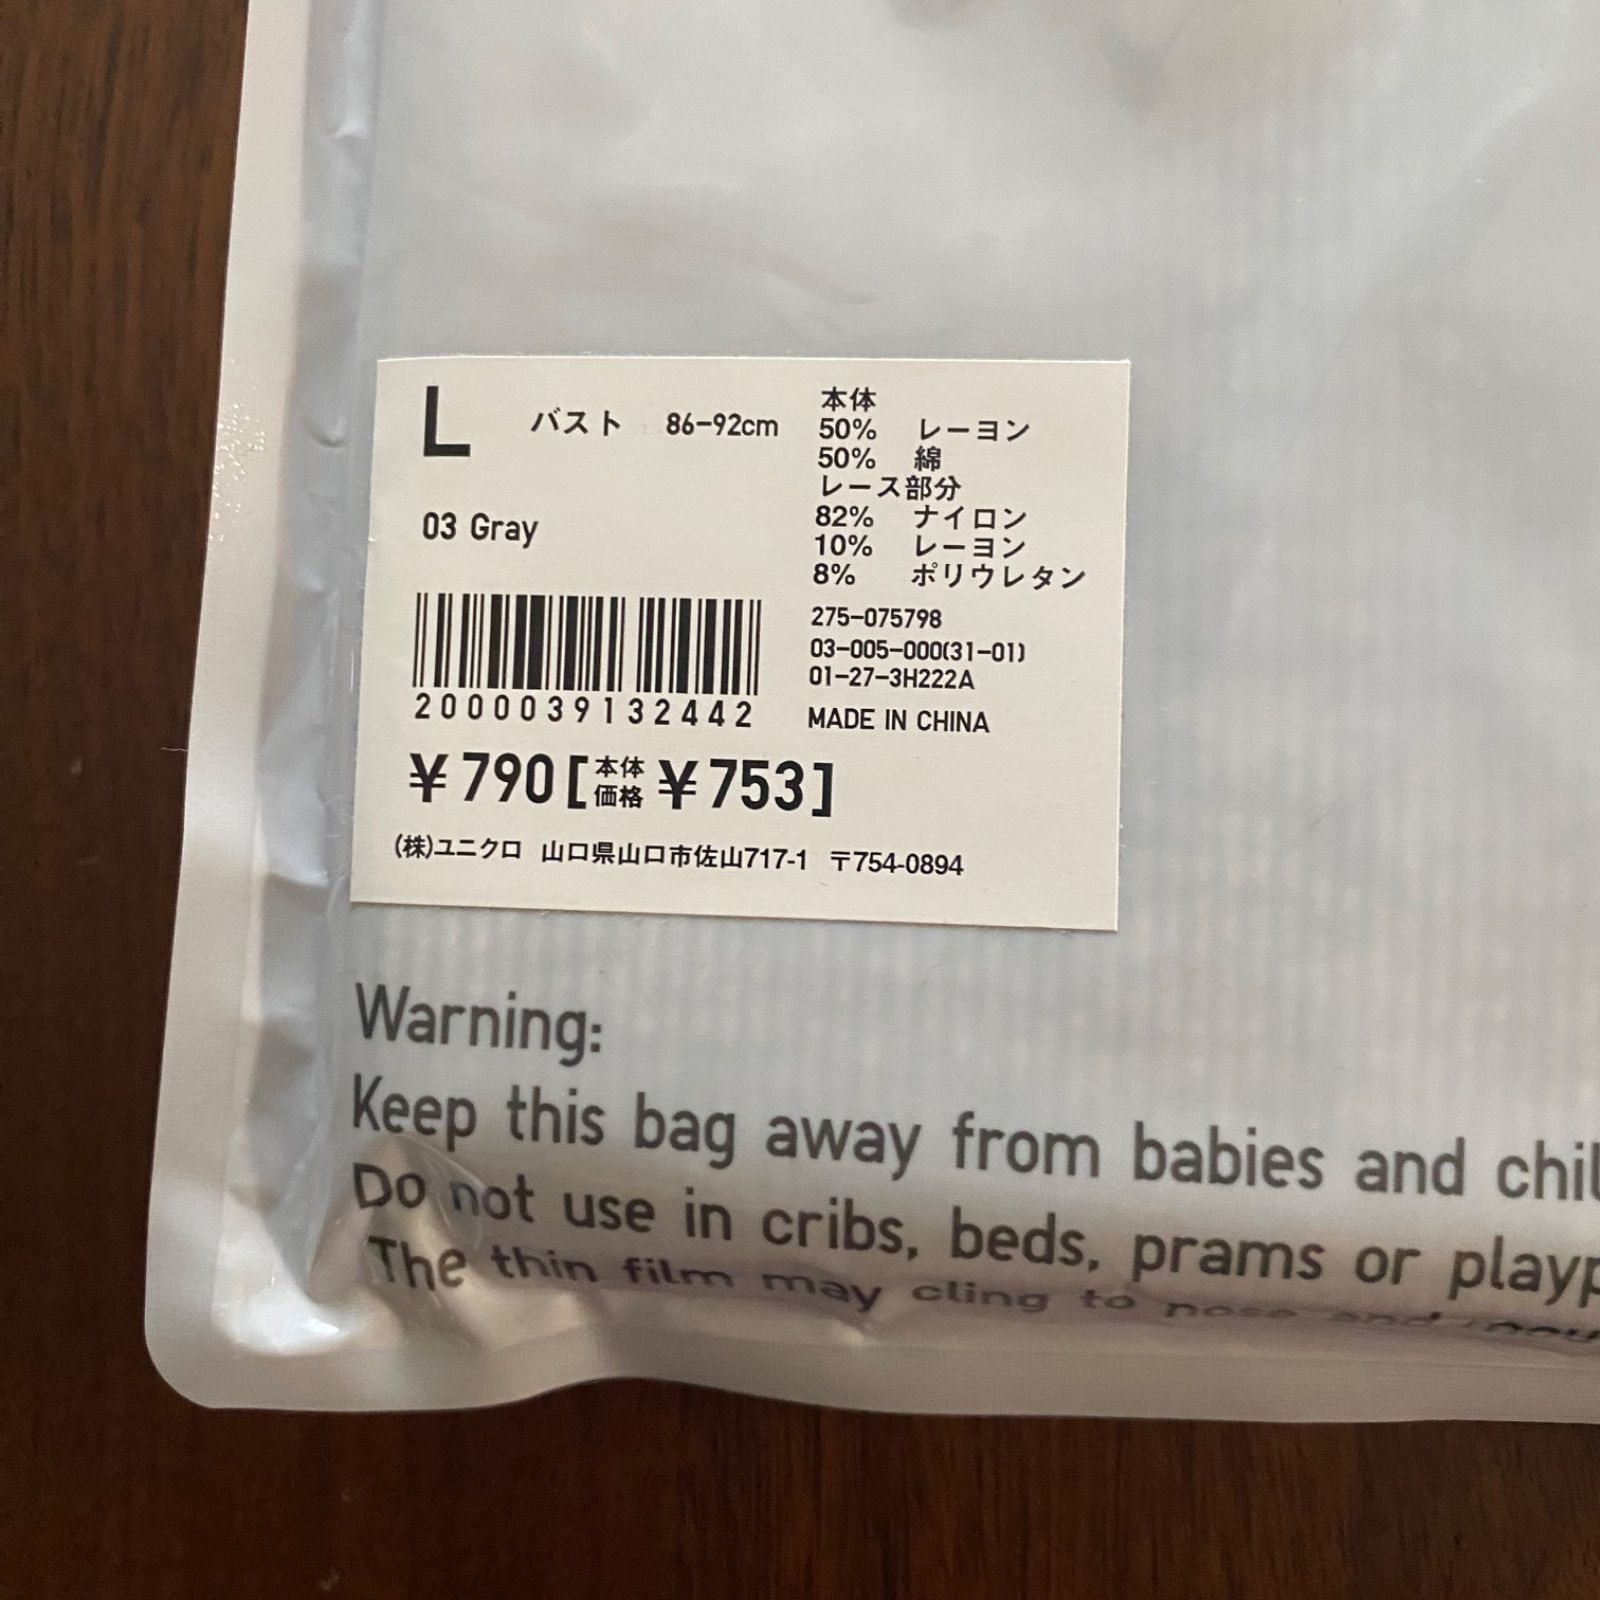 L バスト 86-92cm
03 Gray
本体
50% レーヨン
50% 綿
レース部分
82% ナイロン
10% レーヨン
8% ポリウレタン
275-075798
03-005-000(31-01)
01-27-3H222A
MADE IN CHINA
2000039132442
¥790[本体価格 ¥753]
(株)ユニクロ 山口県山口市佐山717-1 〒754-0894
Warning:
Keep this bag away from babies and chil
Do not use in cribs, beds, prams or playp
The thin film may cling to nose and